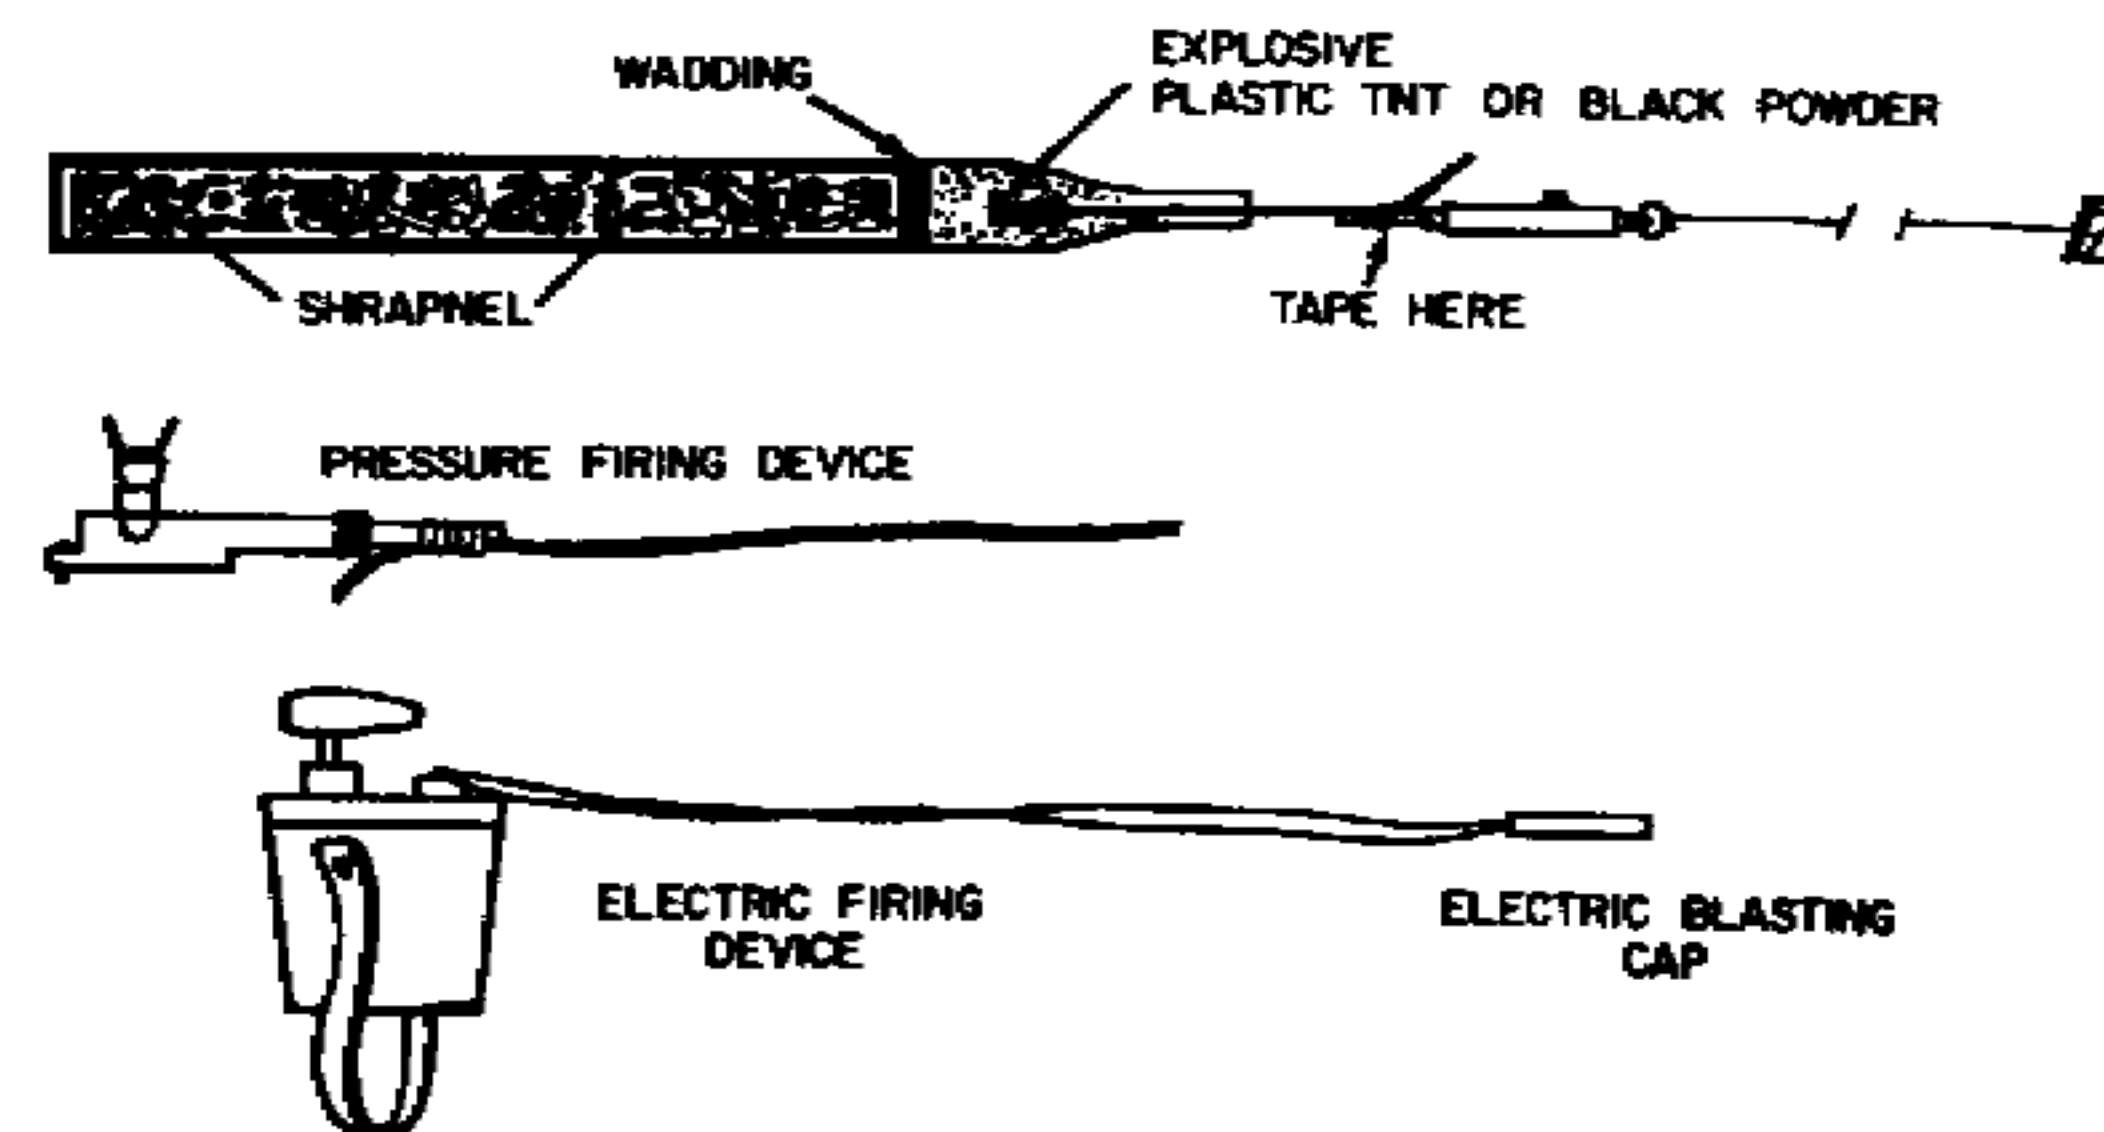 WADDING
EXPLOSIVE
PLASTIC TNT OR BLACK POWDER
SHRAPNEL
TAPE HERE
PRESSURE FIRING DEVICE
ELECTRIC FIRING
DEVICE
ELECTRIC BLASTING
CAP